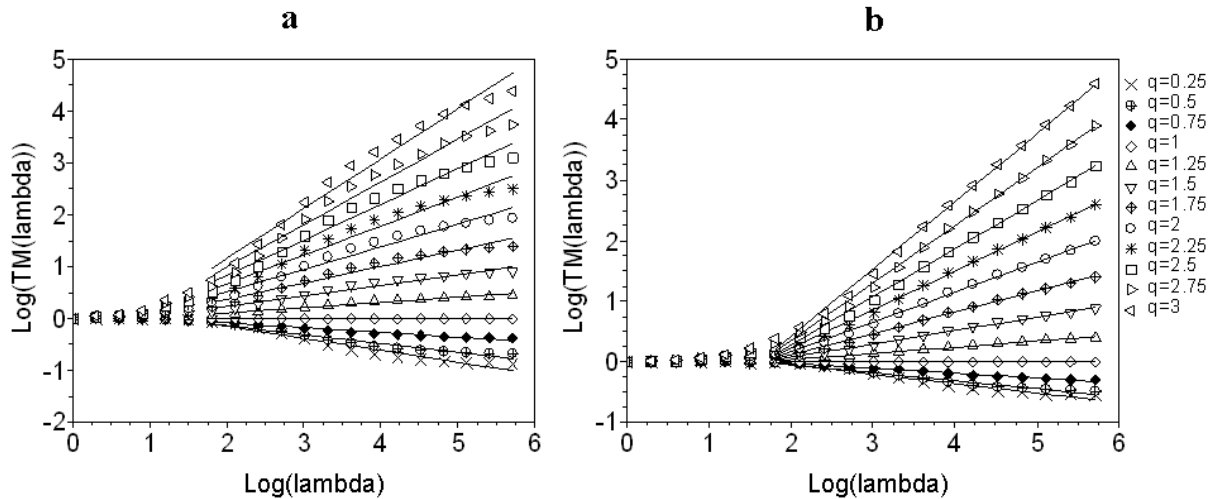 a
b
Log(TM(lambda))
5
4
3
2
1
0
-1
-2
0 1 2 3 4 5 6
Log(lambda)
Log(TM(lambda))
5
4
3
2
1
0
-1
0 1 2 3 4 5 6
Log(lambda)
q=0.25
q=0.5
q=0.75
q=1
q=1.25
q=1.5
q=1.75
q=2
q=2.25
q=2.5
q=2.75
q=3